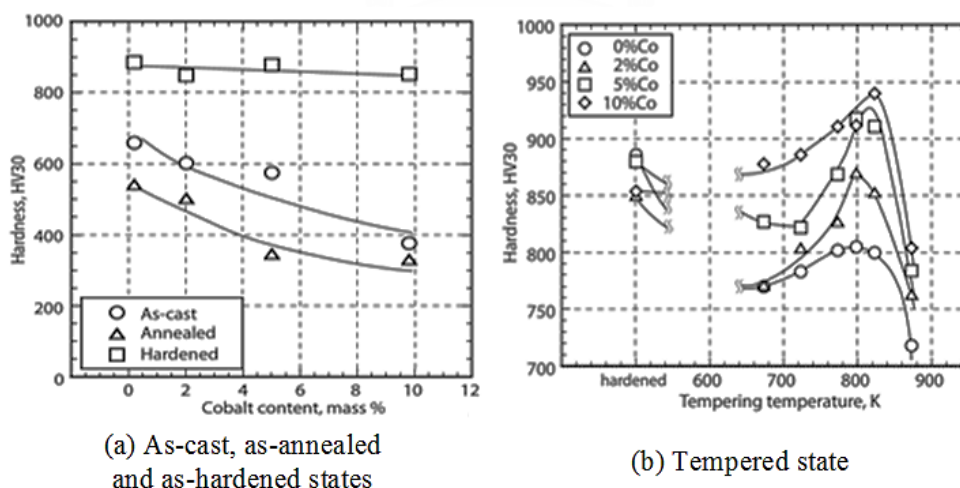 1000
800
600
400
200
0
Hardness, HV30
As-cast
Annealed
Hardened
0 2 4 6 8 10 12
Cobalt content, mass %
(a) As-cast, as-annealed
and as-hardened states
1000
950
900
850
800
750
700
Hardness, HV30
0%Co
2%Co
5%Co
10%Co
hardened 600 700 800 900
Tempering temperature, K
(b) Tempered state